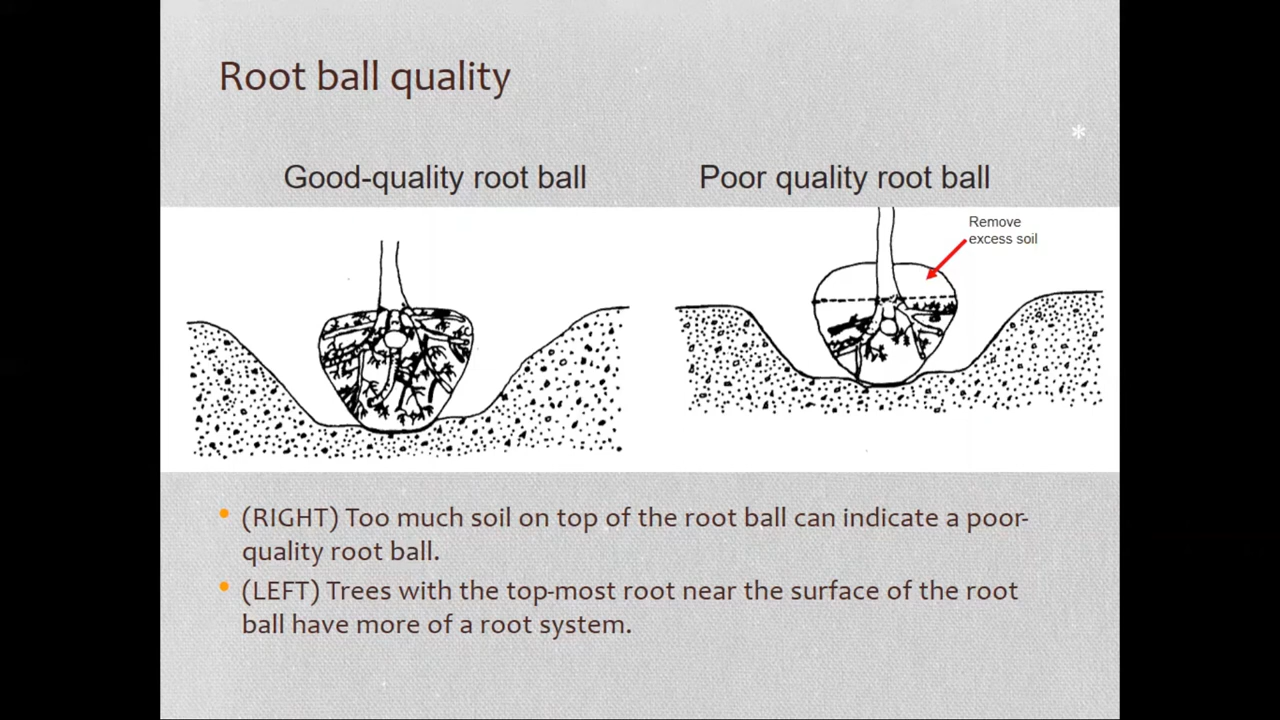 Root ball quality
*
Good-quality root ball
Poor quality root ball
Remove
excess soil
• (RIGHT) Too much soil on top of the root ball can indicate a poor-
quality root ball.
• (LEFT) Trees with the top-most root near the surface of the root
ball have more of a root system.